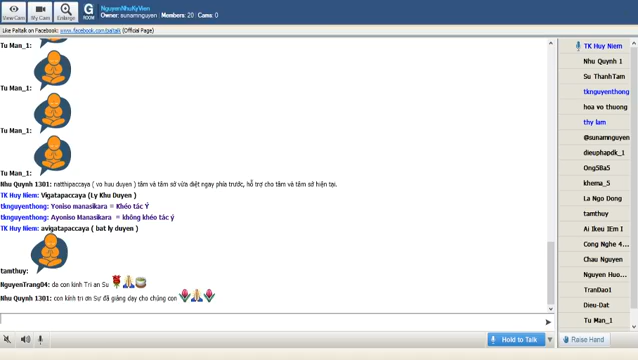 View Cam
My Cam
Enlarge
G
ROOM
NguyenNhuKyVien
Owner: sunamnguyen | Members: 20 | Cams: 0
Like Paltalk on Facebook: www.facebook.com/paltalk (Official Page)
Tu Man_1:
Tu Man_1:
Tu Man_1:
Tu Man_1:
Nhu Quynh 1301: natthipaccaya ( vo huu duyen ) tâm và tâm sở vừa diệt ngay phía trước, hỗ trợ cho tâm và tâm sở hiện tại.
TK Huy Niem: Vigatapaccaya (Ly Khu Duyen )
tknguyenthong: Yoniso manasikara = Khéo tác Ý
tknguyenthong: Ayoniso Manasikara = không khéo tác ý
TK Huy Niem: avigatapaccaya ( bat ly duyen )
tamthuy:
NguyenTrang04: da con kinh Tri an Su
Nhu Quynh 1301: con kính tri ơn Sư đã giảng dạy cho chúng con
Hold to Talk
TK Huy Niem
Nhu Quynh 1
Su ThanhTam
tknguyenthong
hoa vo thuong
thy lam
@sunamnguyen
dieuphapdk_1
Ong5Ba5
khema_5
La Ngo Dong
tamthuy
Ai Ikeu IEm I
Cong Nghe 4...
Chau Nguyen
Nguyen Huo...
TranDao1
Dieu-Dat
Tu Man_1
Raise Hand